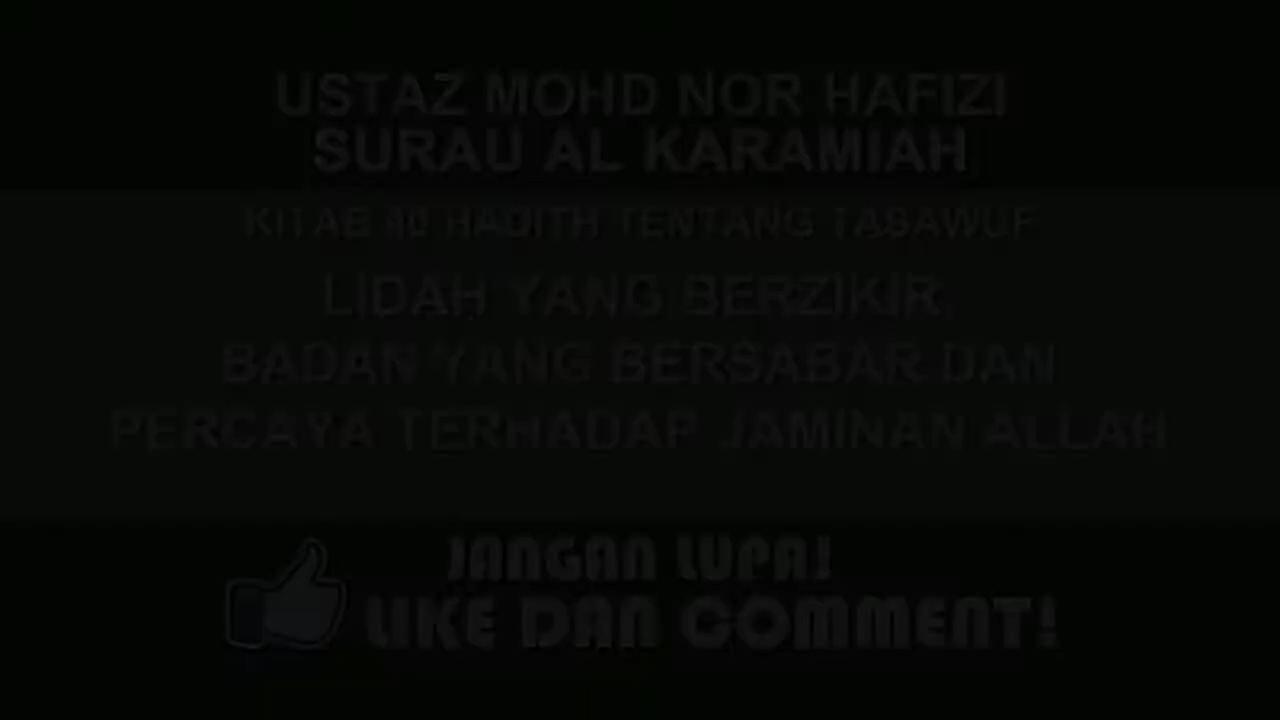 USTAZ MOHD NOR HAFIZI
SURAU AL KARAMIAH
KITAB 40 HADITH TENTANG TASAWUF
LIDAH YANG BERZIKIR,
BADAN YANG BERSABAR DAN
PERCAYA TERHADAP JAMINAN ALLAH
JANGAN LUPA!
LIKE DAN COMMENT!